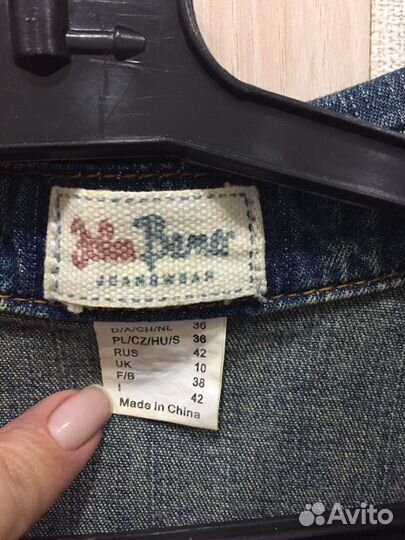 John Baner
JEANSWEAR
D/A/CH/NL 36
PL/CZ/HU/S 36
RUS 42
UK 10
F/B 38
I 42
Made in China
Avito